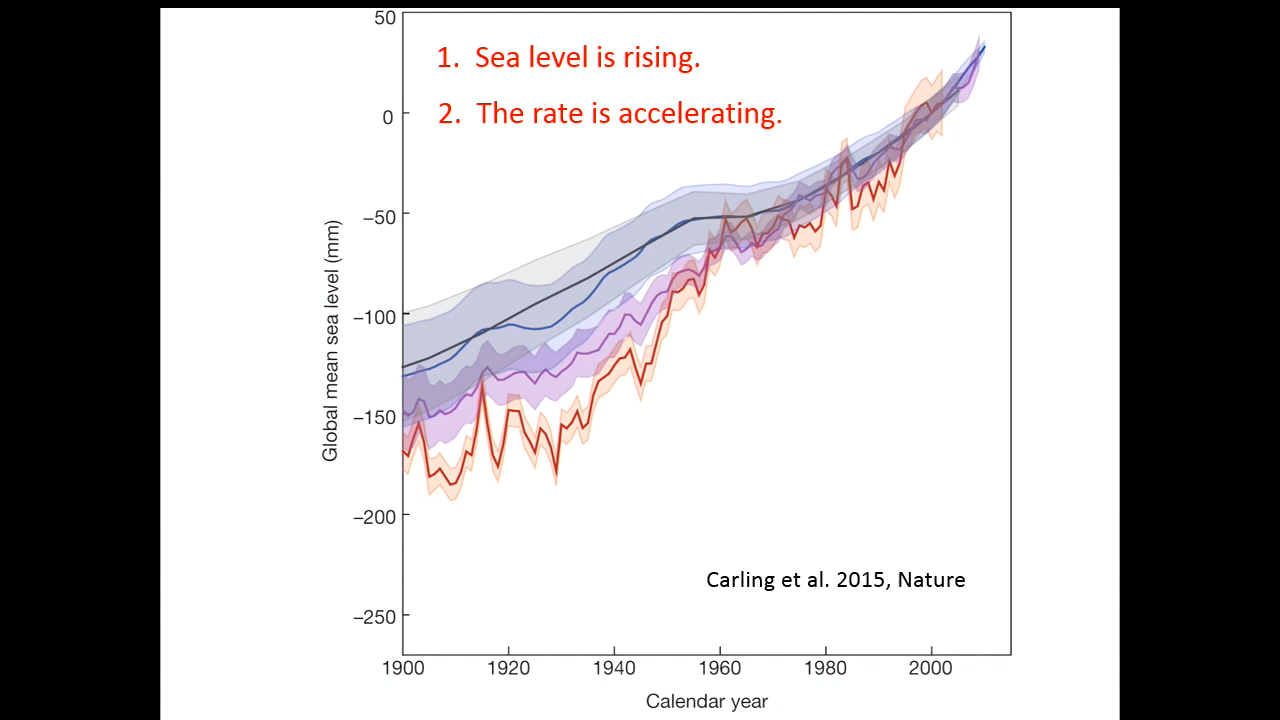 1. Sea level is rising.
2. The rate is accelerating.
50
0
−50
−100
−150
−200
−250
Global mean sea level (mm)
Carling et al. 2015, Nature
1900 1920 1940 1960 1980 2000
Calendar year